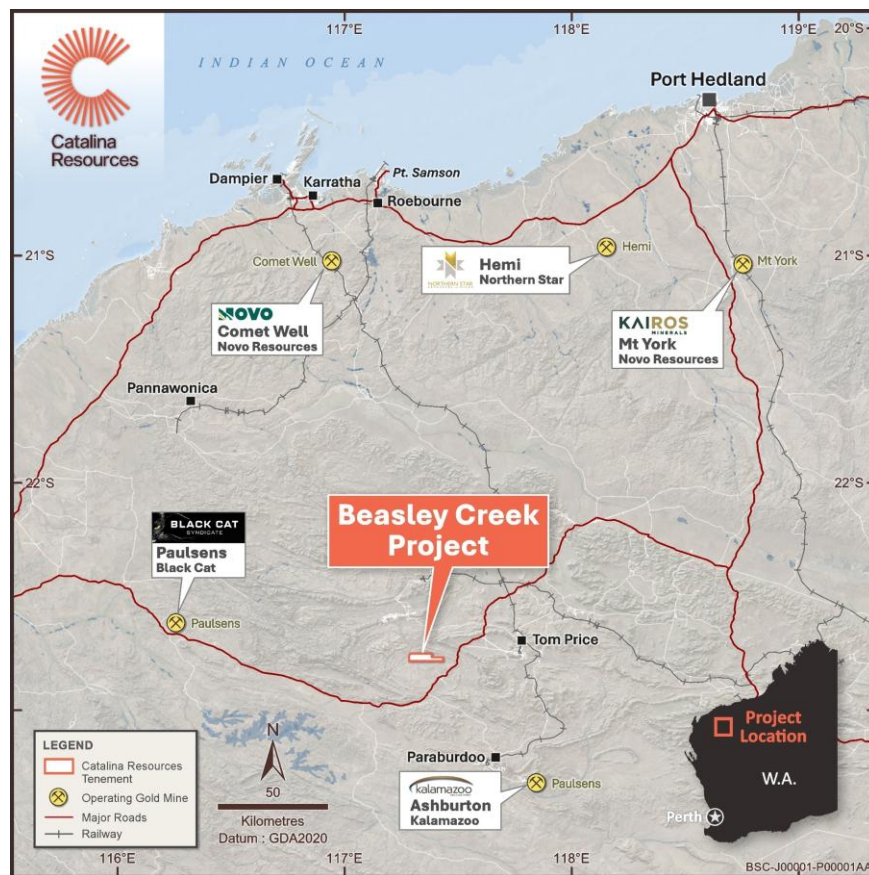 117°E
118°E
119°E
20°S
Catalina
Resources
INDIAN OCEAN
Port Hedland
Dampier
Karratha
Pt. Samson
Roebourne
21°S
Comet Well
NOVO
Comet Well
Novo Resources
NORTHERN STAR
Hemi
Northern Star
Hemi
Mt York
KAIROS
MINERALS
Mt York
Novo Resources
Pannawonica
22°S
BLACK CAT
SYNDICATE
Paulsens
Black Cat
Paulsens
Beasley Creek
Project
Tom Price
Paraburdoo
kalamazoo
Ashburton
Kalamazoo
Paulsens
LEGEND
Catalina Resources
Tenement
Operating Gold Mine
Major Roads
Railway
N
50
Kilometres
Datum : GDA2020
Project
Location
W.A.
Perth
116°E
117°E
118°E
BSC-J00001-P00001AA